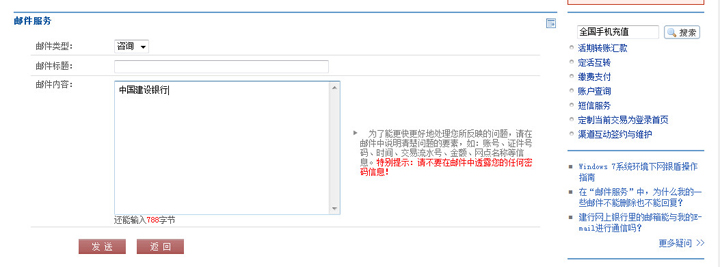 邮件服务
邮件类型：
咨询
邮件标题：
邮件内容：
中国建设银行
为了能更快更好地处理您所反映的问题，请在
邮件中说明清楚问题的要素，如：账号、证件号
码、时间、交易流水号、金额、网点名称等信
息。特别提示：请不要在邮件中透露您的任何密
码信息！
还能输入788字节
发 送
返 回
全国手机充值
搜索
活期转账汇款
定活互转
缴费支付
账户查询
短信服务
定制当前交易为登录首页
渠道互动签约与维护
Windows 7系统环境下网银盾操作
指南
在“邮件服务”中，为什么我的一
些邮件不能删除也不能回复？
建行网上银行里的邮箱能与我的E-
mail进行通信吗？
更多疑问 >>